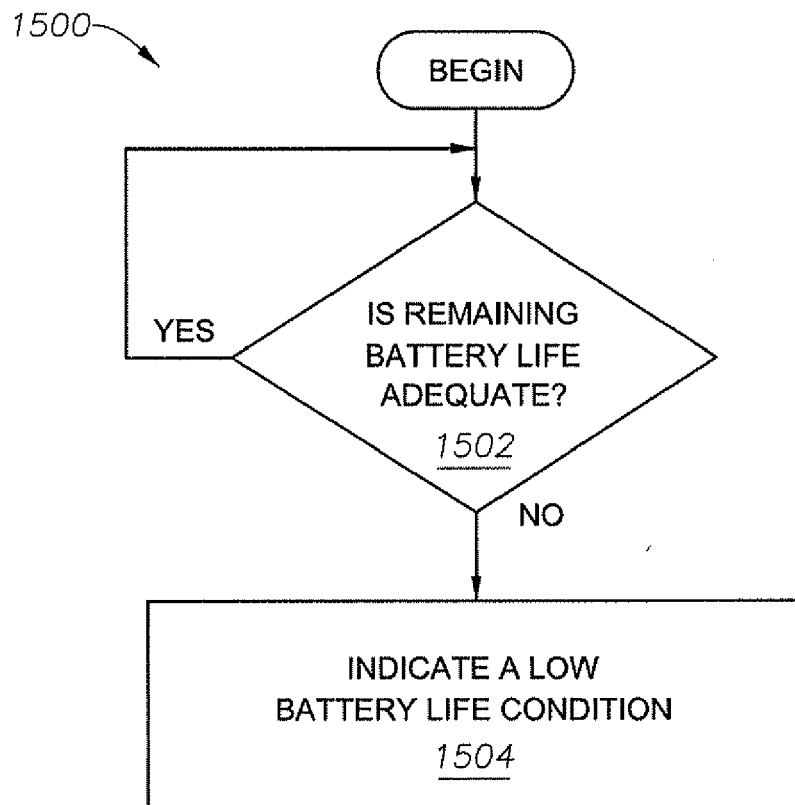 1500
BEGIN
YES
IS REMAINING
BATTERY LIFE
ADEQUATE?
1502
NO
INDICATE A LOW
BATTERY LIFE CONDITION
1504